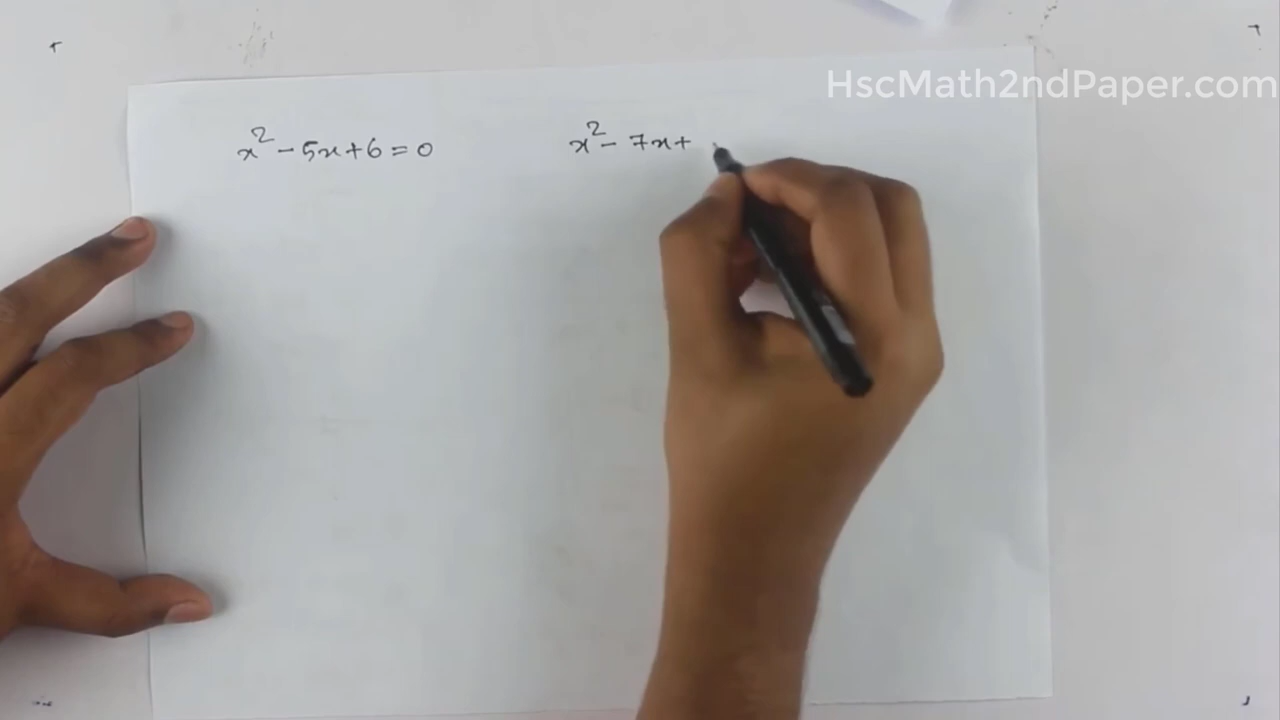 HscMath2ndPaper.com
x² - 5x + 6 = 0
x² - 7x +